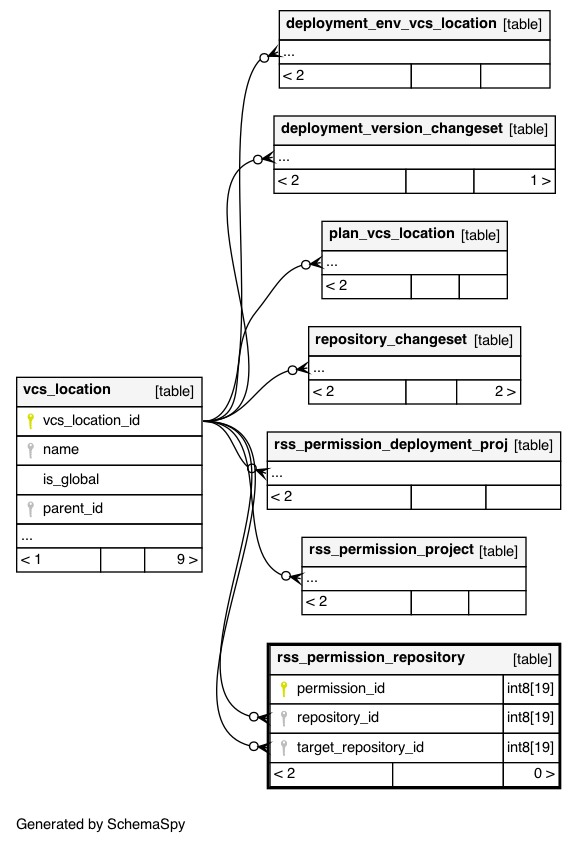 deployment_env_vcs_location [table]
...
< 2
deployment_version_changeset [table]
...
< 2 1 >
plan_vcs_location [table]
...
< 2
repository_changeset [table]
...
< 2 2 >
vcs_location [table]
vcs_location_id
name
is_global
parent_id
...
< 1 9 >
rss_permission_deployment_proj [table]
...
< 2
rss_permission_project [table]
...
< 2
rss_permission_repository [table]
permission_id int8[19]
repository_id int8[19]
target_repository_id int8[19]
< 2 0 >
Generated by SchemaSpy